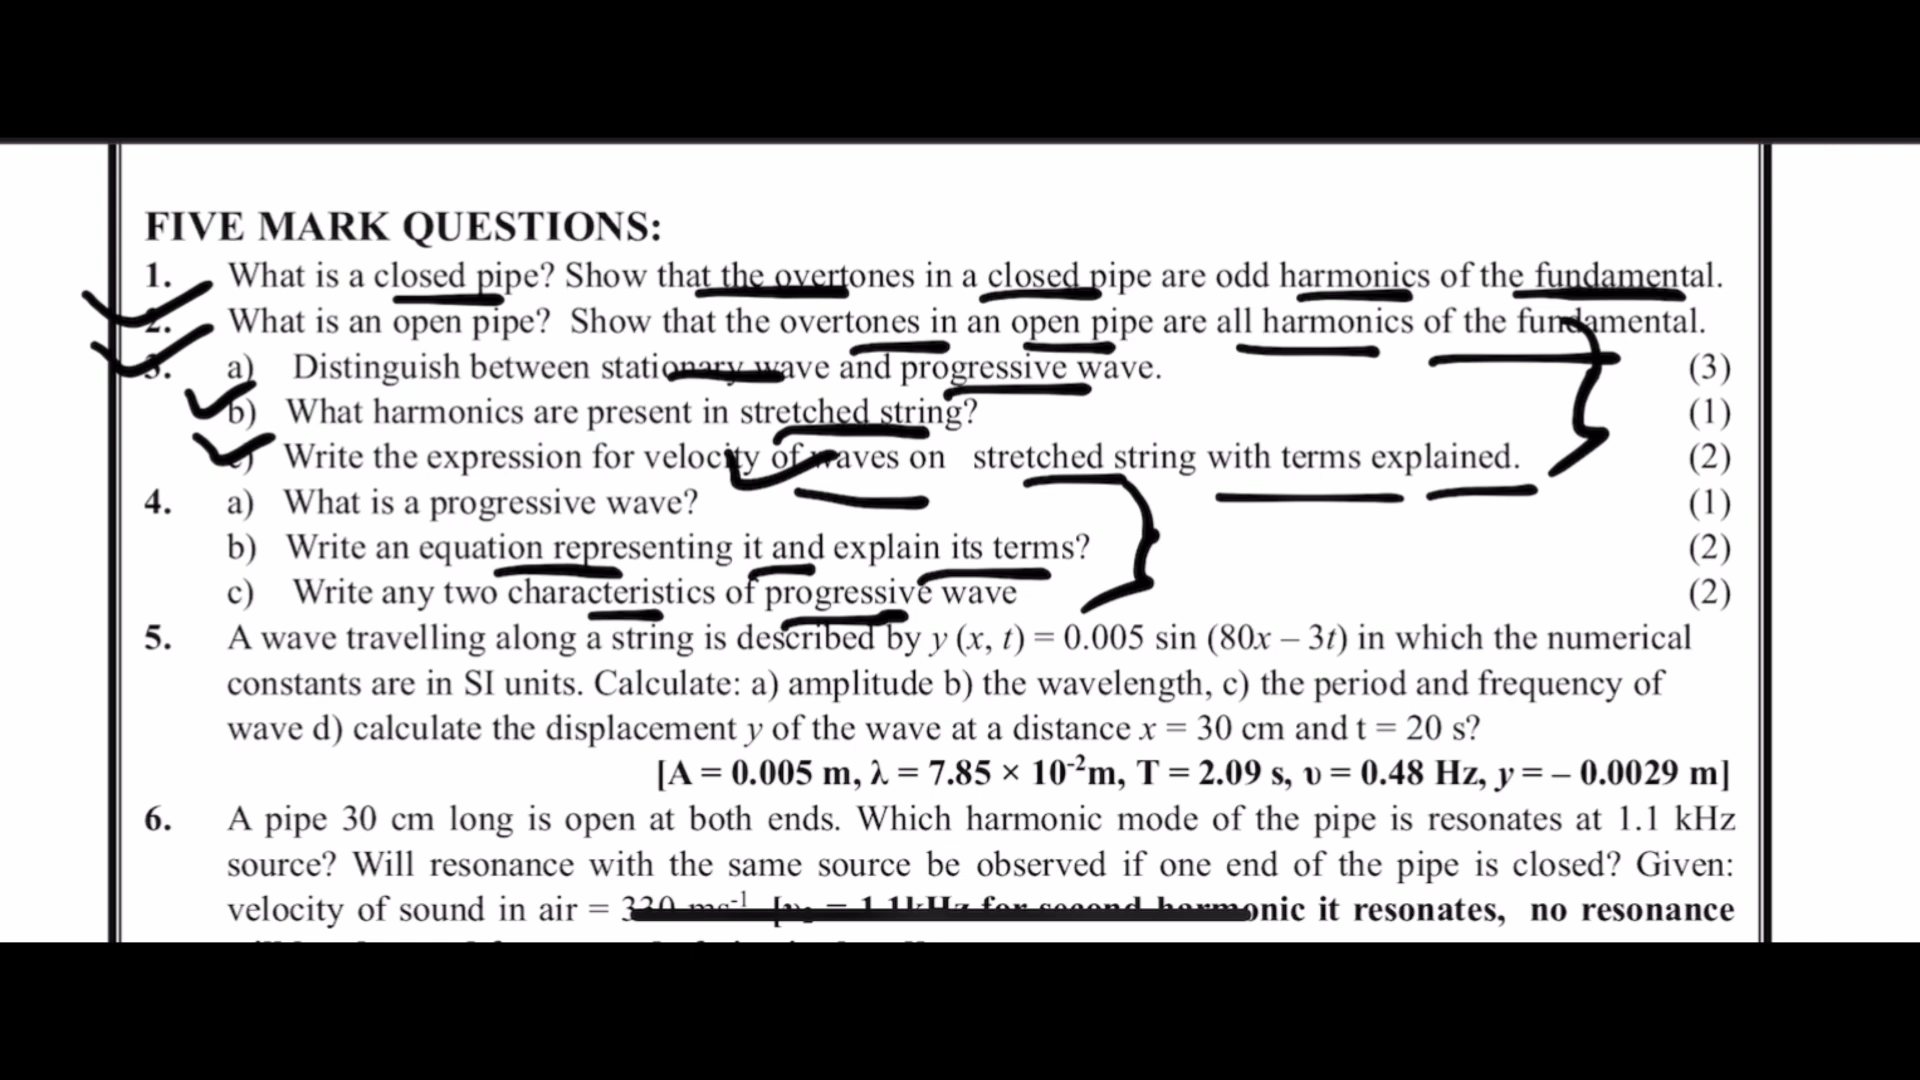 FIVE MARK QUESTIONS:
1. What is a closed pipe? Show that the overtones in a closed pipe are odd harmonics of the fundamental.
2. What is an open pipe? Show that the overtones in an open pipe are all harmonics of the fundamental.
3. a) Distinguish between stationary wave and progressive wave. (3)
b) What harmonics are present in stretched string? (1)
c) Write the expression for velocity of waves on stretched string with terms explained. (2)
4. a) What is a progressive wave? (1)
b) Write an equation representing it and explain its terms? (2)
c) Write any two characteristics of progressive wave (2)
5. A wave travelling along a string is described by y (x, t) = 0.005 sin (80x – 3t) in which the numerical
constants are in SI units. Calculate: a) amplitude b) the wavelength, c) the period and frequency of
wave d) calculate the displacement y of the wave at a distance x = 30 cm and t = 20 s?
[A = 0.005 m, λ = 7.85 × 10⁻²m, T = 2.09 s, υ = 0.48 Hz, y = – 0.0029 m]
6. A pipe 30 cm long is open at both ends. Which harmonic mode of the pipe is resonates at 1.1 kHz
source? Will resonance with the same source be observed if one end of the pipe is closed? Given:
velocity of sound in air = 330 ms⁻¹ = 1.1kHz for second harmonic it resonates, no resonance